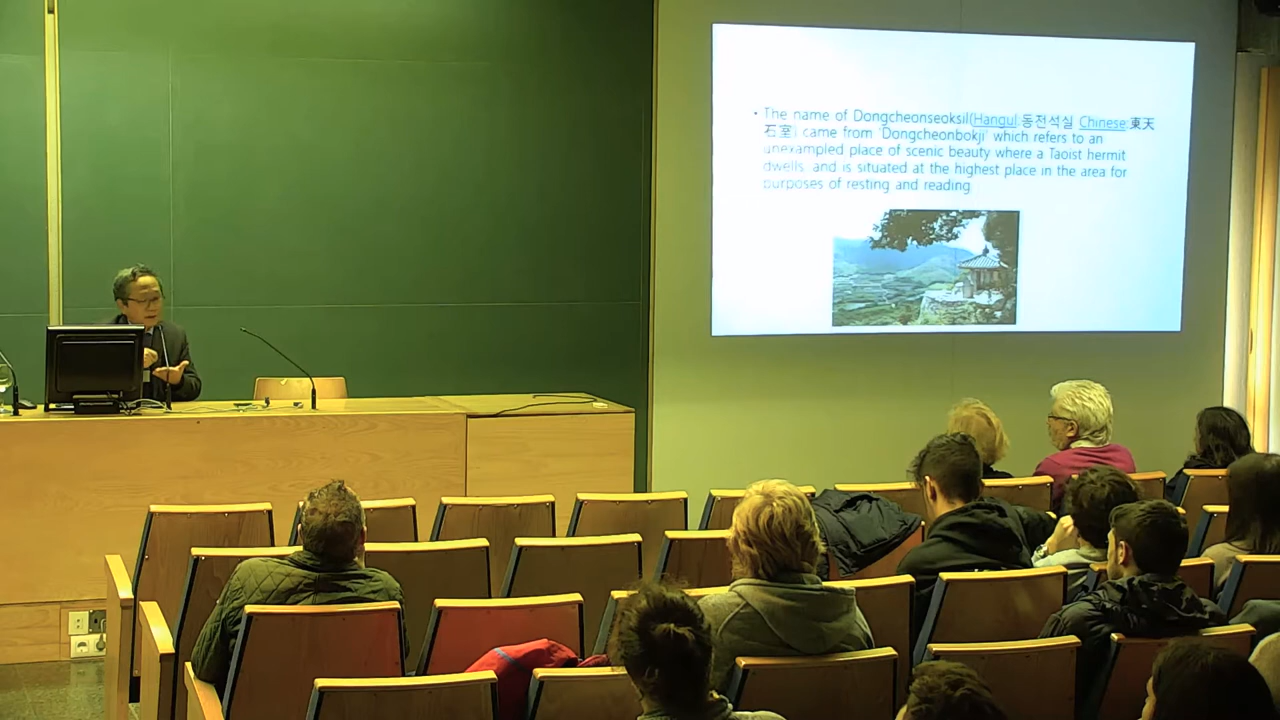 • The name of Dongcheonseoksil(Hangul:동천석실 Chinese:東天
石室) came from 'Dongcheonbokji' which refers to an
unexampled place of scenic beauty where a Taoist hermit
dwells, and is situated at the highest place in the area for
purposes of resting and reading